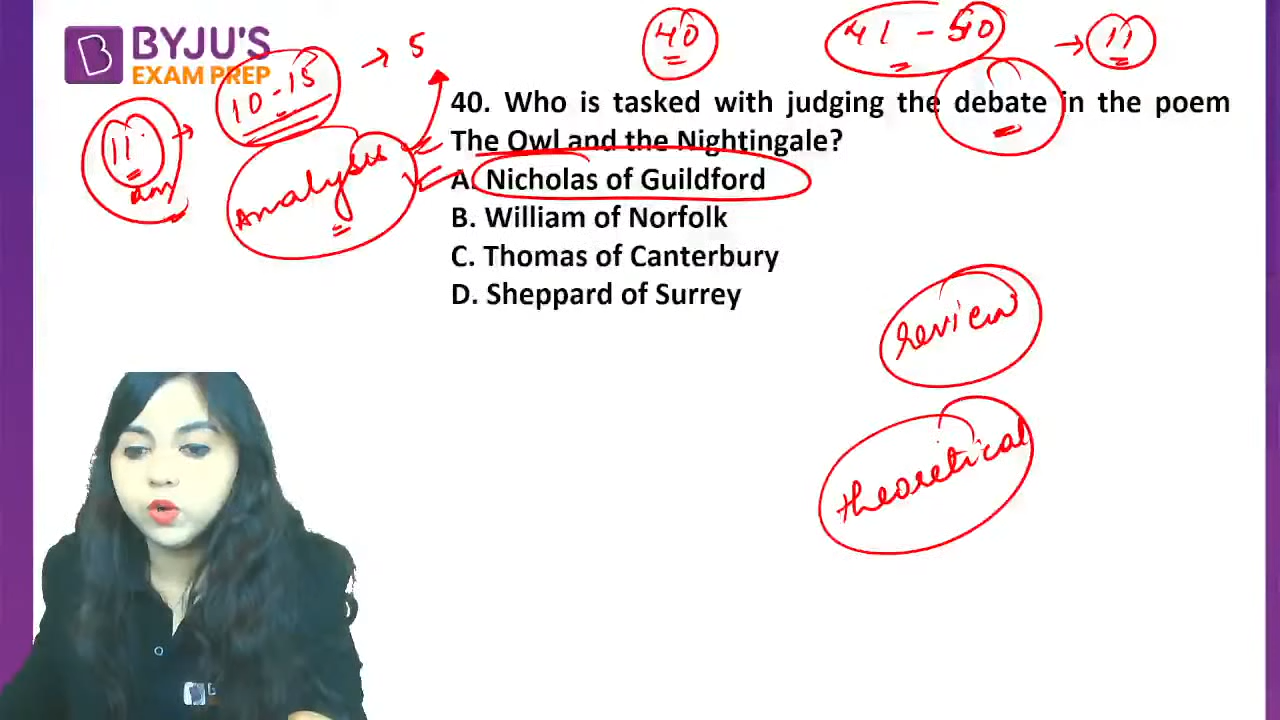 BYJU'S
EXAM PREP
10-15
→ 5
40
41 - 50
→ 11
11 →
am
Analysis
40. Who is tasked with judging the debate in the poem
The Owl and the Nightingale?
A. Nicholas of Guildford
B. William of Norfolk
C. Thomas of Canterbury
D. Sheppard of Surrey
review
theoretical